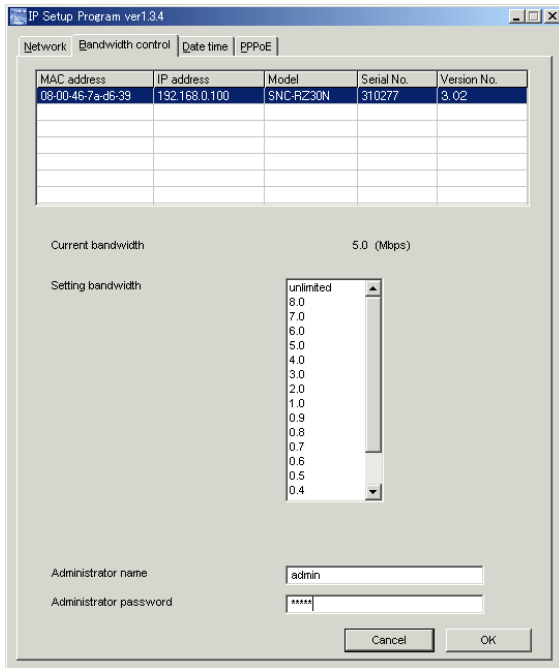 IP Setup Program ver1.3.4
Network Bandwidth control Date time PPPoE
MAC address IP address Model Serial No. Version No.
08-00-46-7a-d6-39 192.168.0.100 SNC-RZ30N 310277 3.02
Current bandwidth 5.0 (Mbps)
Setting bandwidth
unlimited
8.0
7.0
6.0
5.0
4.0
3.0
2.0
1.0
0.9
0.8
0.7
0.6
0.5
0.4
Administrator name admin
Administrator password *****
Cancel OK